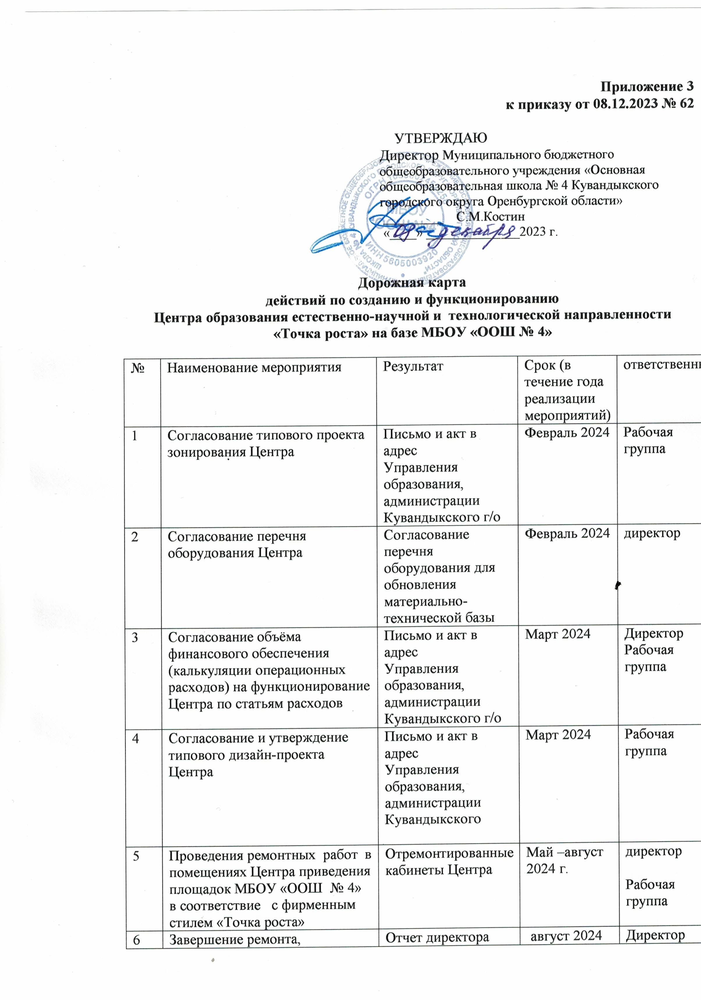 Приложение 3
к приказу от 08.12.2023 № 62
УТВЕРЖДАЮ
Директор Муниципального бюджетного
общеобразовательного учреждения «Основная
общеобразовательная школа № 4 Кувандыкского
городского округа Оренбургской области»
С.М.Костин
« » декабря 2023 г.
МБОУ
"ООШ №4"
ИНН 5605003920
Дорожная карта
действий по созданию и функционированию
Центра образования естественно-научной и технологической направленности
«Точка роста» на базе МБОУ «ООШ № 4»
№
Наименование мероприятия
Результат
Срок (в
течение года
реализации
мероприятий)
ответственн
1
Согласование типового проекта
зонирования Центра
Письмо и акт в
адрес
Управления
образования,
администрации
Кувандыкского г/о
Февраль 2024
Рабочая
группа
2
Согласование перечня
оборудования Центра
Согласование
перечня
оборудования для
обновления
материально-
технической базы
Февраль 2024
директор
3
Согласование объёма
финансового обеспечения
(калькуляции операционных
расходов) на функционирование
Центра по статьям расходов
Письмо и акт в
адрес
Управления
образования,
администрации
Кувандыкского г/о
Март 2024
Директор
Рабочая
группа
4
Согласование и утверждение
типового дизайн-проекта
Центра
Письмо и акт в
адрес
Управления
образования,
администрации
Кувандыкского
Март 2024
Рабочая
группа
5
Проведения ремонтных работ в
помещениях Центра приведения
площадок МБОУ «ООШ № 4»
в соответствие с фирменным
стилем «Точка роста»
Отремонтированные
кабинеты Центра
Май –август
2024 г.
директор
Рабочая
группа
6
Завершение ремонта,
Отчет директора
август 2024
Директор